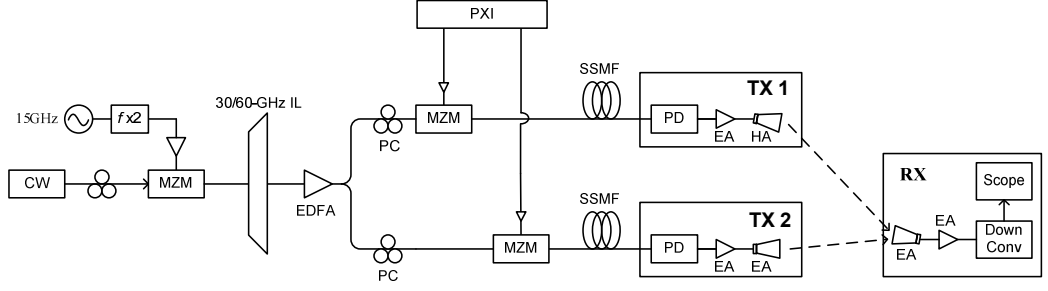 PXI
SSMF
TX 1
30/60-GHz IL
15GHz
f x2
MZM
PD
EA
HA
PC
RX
Scope
CW
MZM
EDFA
SSMF
TX 2
EA
Down
Conv
EA
MZM
PD
EA
EA
PC